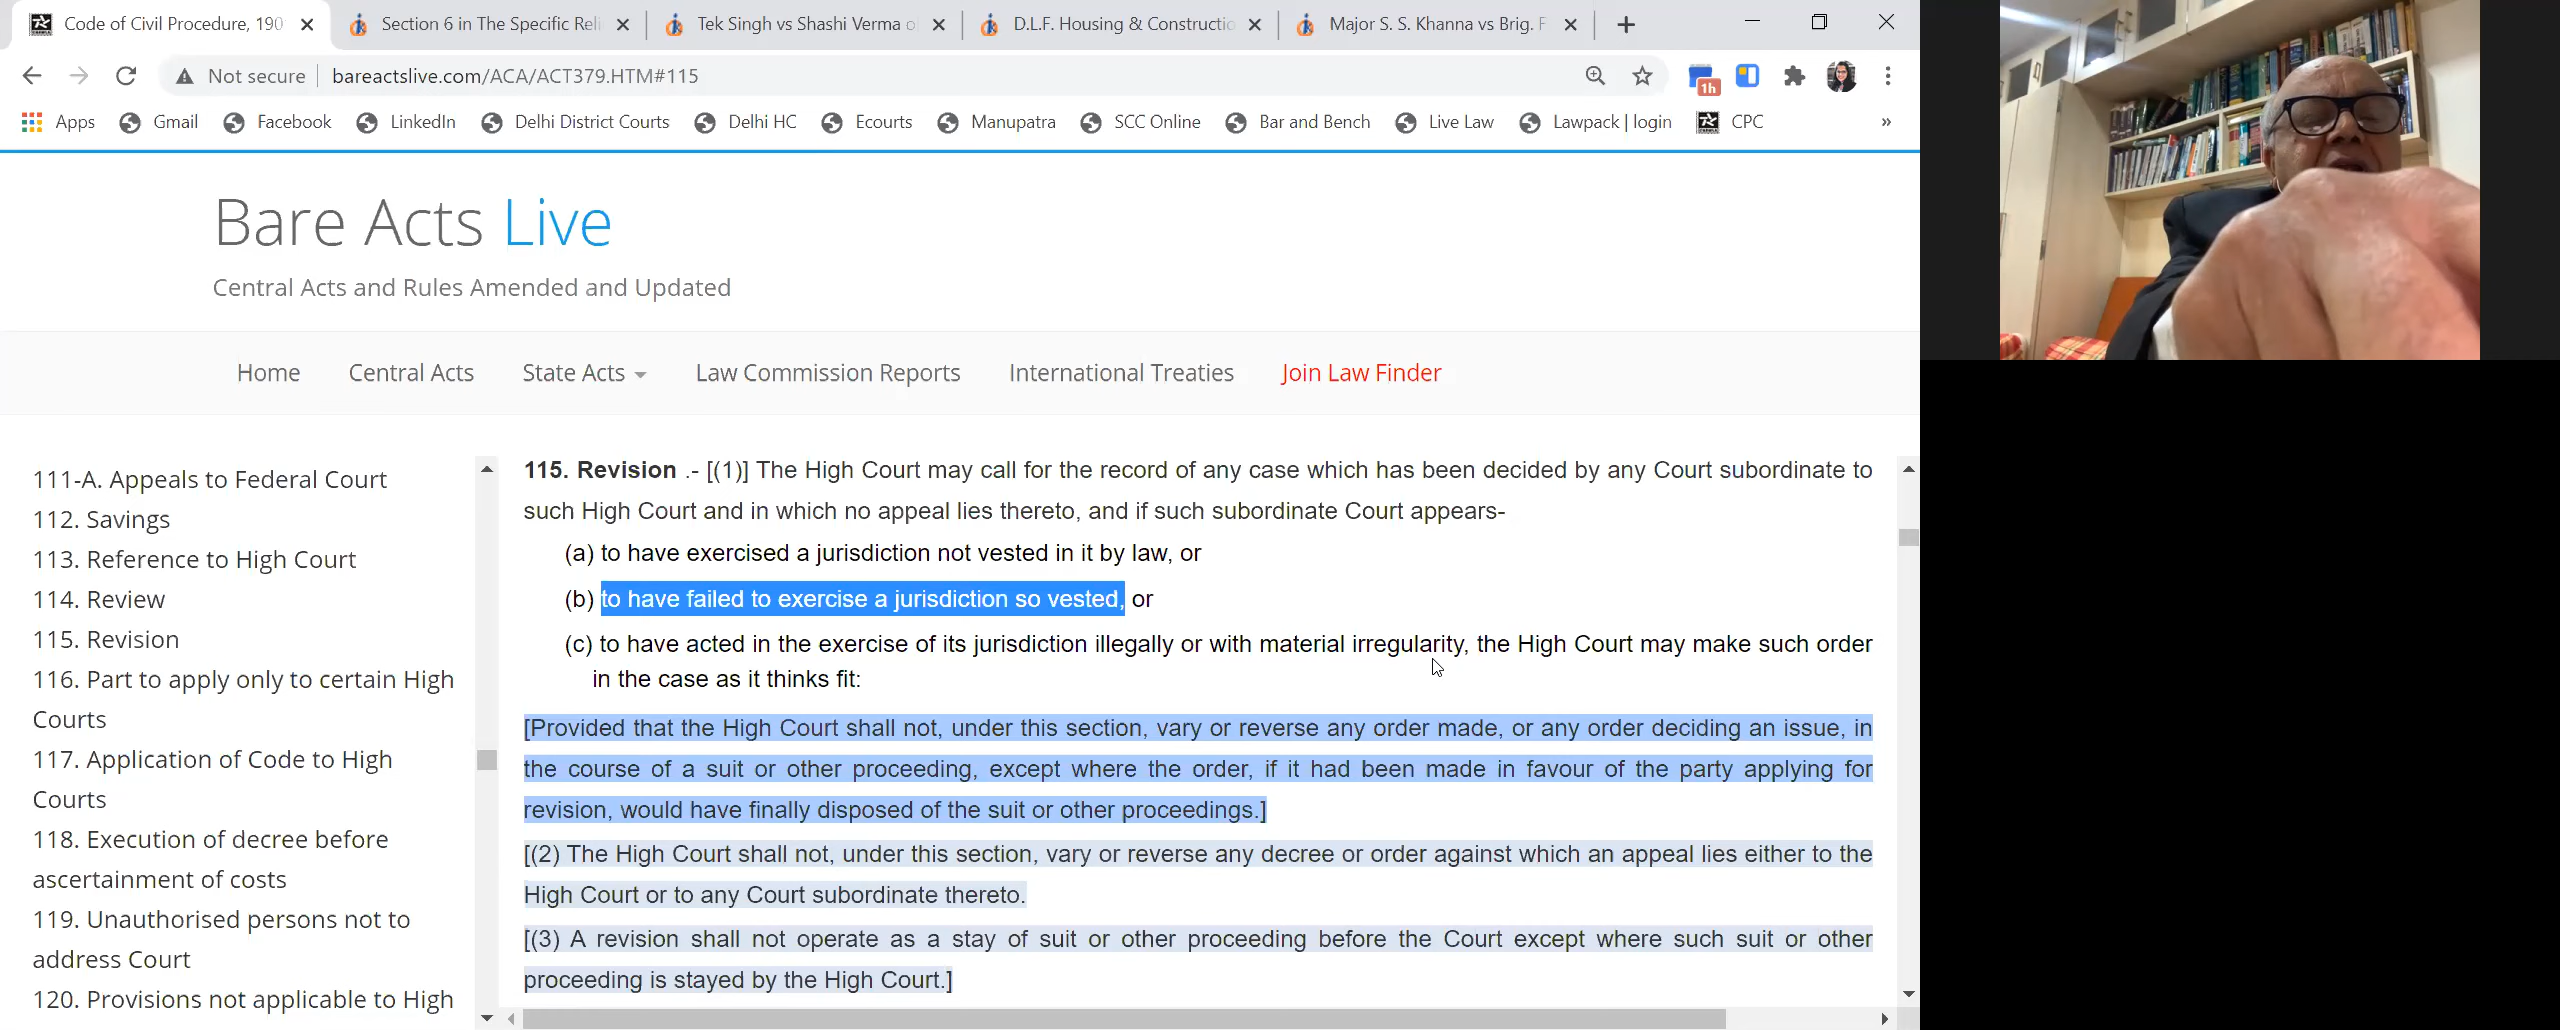 Code of Civil Procedure, 190
Section 6 in The Specific Reli
Tek Singh vs Shashi Verma o
D.L.F. Housing & Constructio
Major S. S. Khanna vs Brig. F
Not secure
bareactslive.com/ACA/ACT379.HTM#115
1h
Apps
Gmail
Facebook
LinkedIn
Delhi District Courts
Delhi HC
Ecourts
Manupatra
SCC Online
Bar and Bench
Live Law
Lawpack | login
CPC
»
Bare Acts Live
Central Acts and Rules Amended and Updated
Home
Central Acts
State Acts
Law Commission Reports
International Treaties
Join Law Finder
111-A. Appeals to Federal Court
112. Savings
113. Reference to High Court
114. Review
115. Revision
116. Part to apply only to certain High
Courts
117. Application of Code to High
Courts
118. Execution of decree before
ascertainment of costs
119. Unauthorised persons not to
address Court
120. Provisions not applicable to High
115. Revision .- [(1)] The High Court may call for the record of any case which has been decided by any Court subordinate to
such High Court and in which no appeal lies thereto, and if such subordinate Court appears-
(a) to have exercised a jurisdiction not vested in it by law, or
(b) to have failed to exercise a jurisdiction so vested, or
(c) to have acted in the exercise of its jurisdiction illegally or with material irregularity, the High Court may make such order
in the case as it thinks fit:
[Provided that the High Court shall not, under this section, vary or reverse any order made, or any order deciding an issue, in
the course of a suit or other proceeding, except where the order, if it had been made in favour of the party applying for
revision, would have finally disposed of the suit or other proceedings.]
[(2) The High Court shall not, under this section, vary or reverse any decree or order against which an appeal lies either to the
High Court or to any Court subordinate thereto.
[(3) A revision shall not operate as a stay of suit or other proceeding before the Court except where such suit or other
proceeding is stayed by the High Court.]